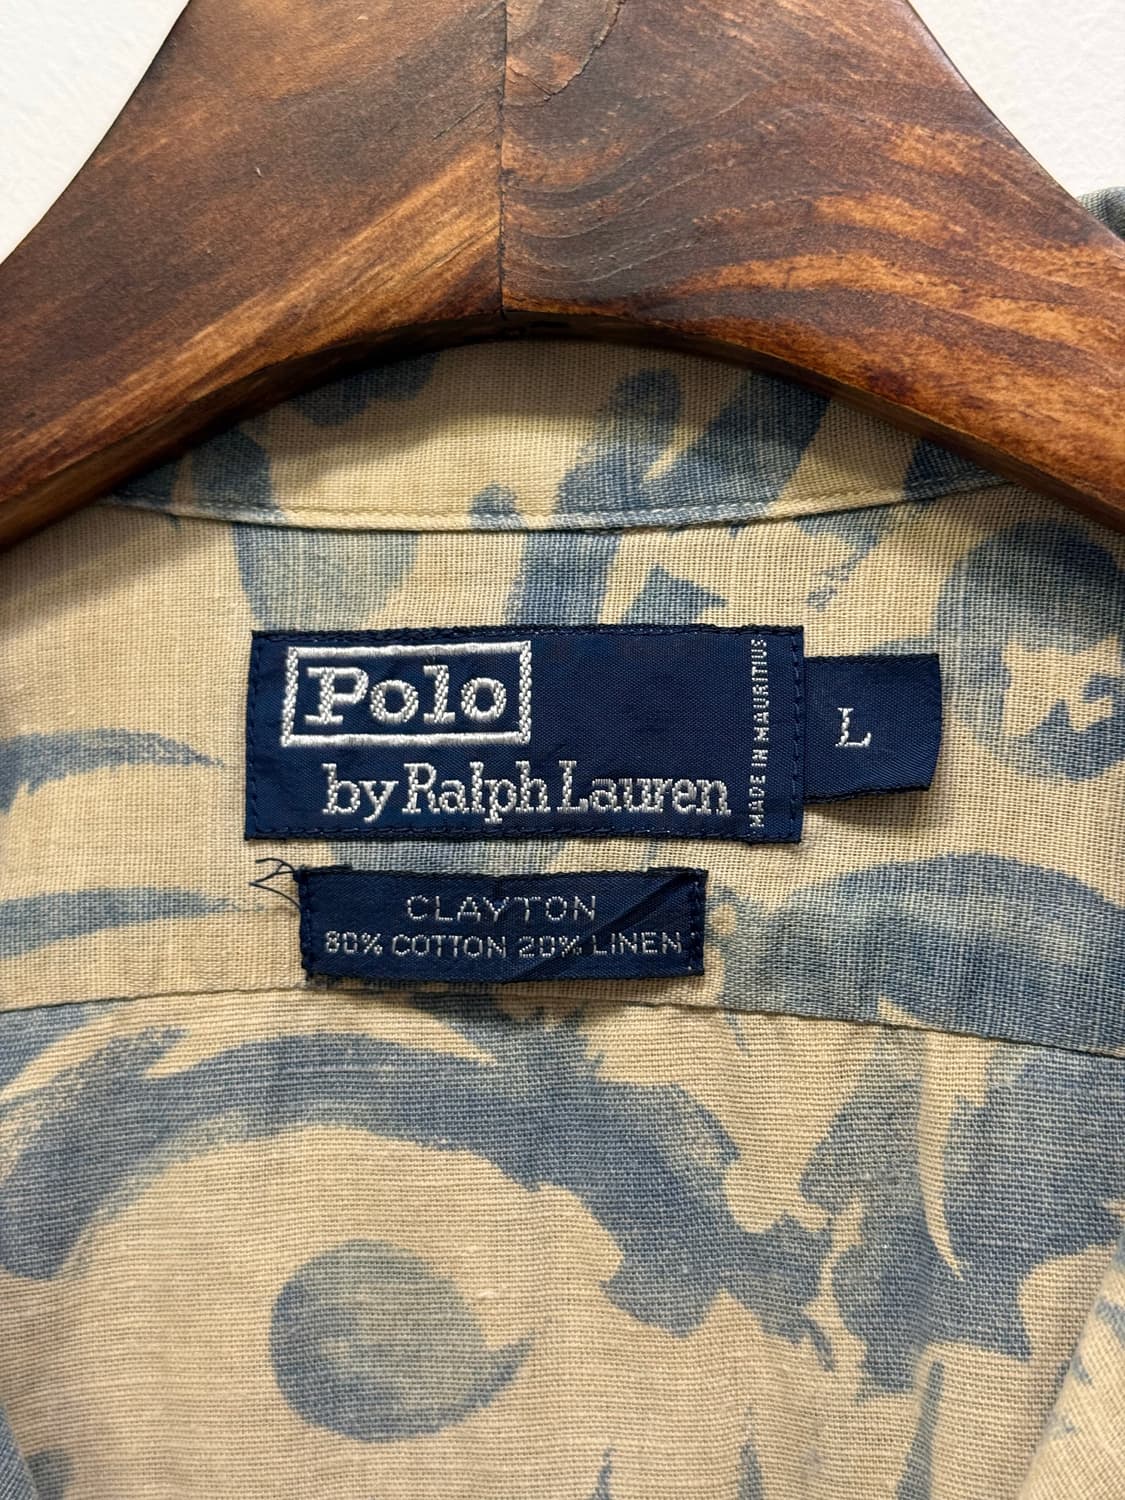 Polo
by Ralph Lauren
MADE IN MAURITIUS
L
CLAYTON
80% COTTON 20% LINEN